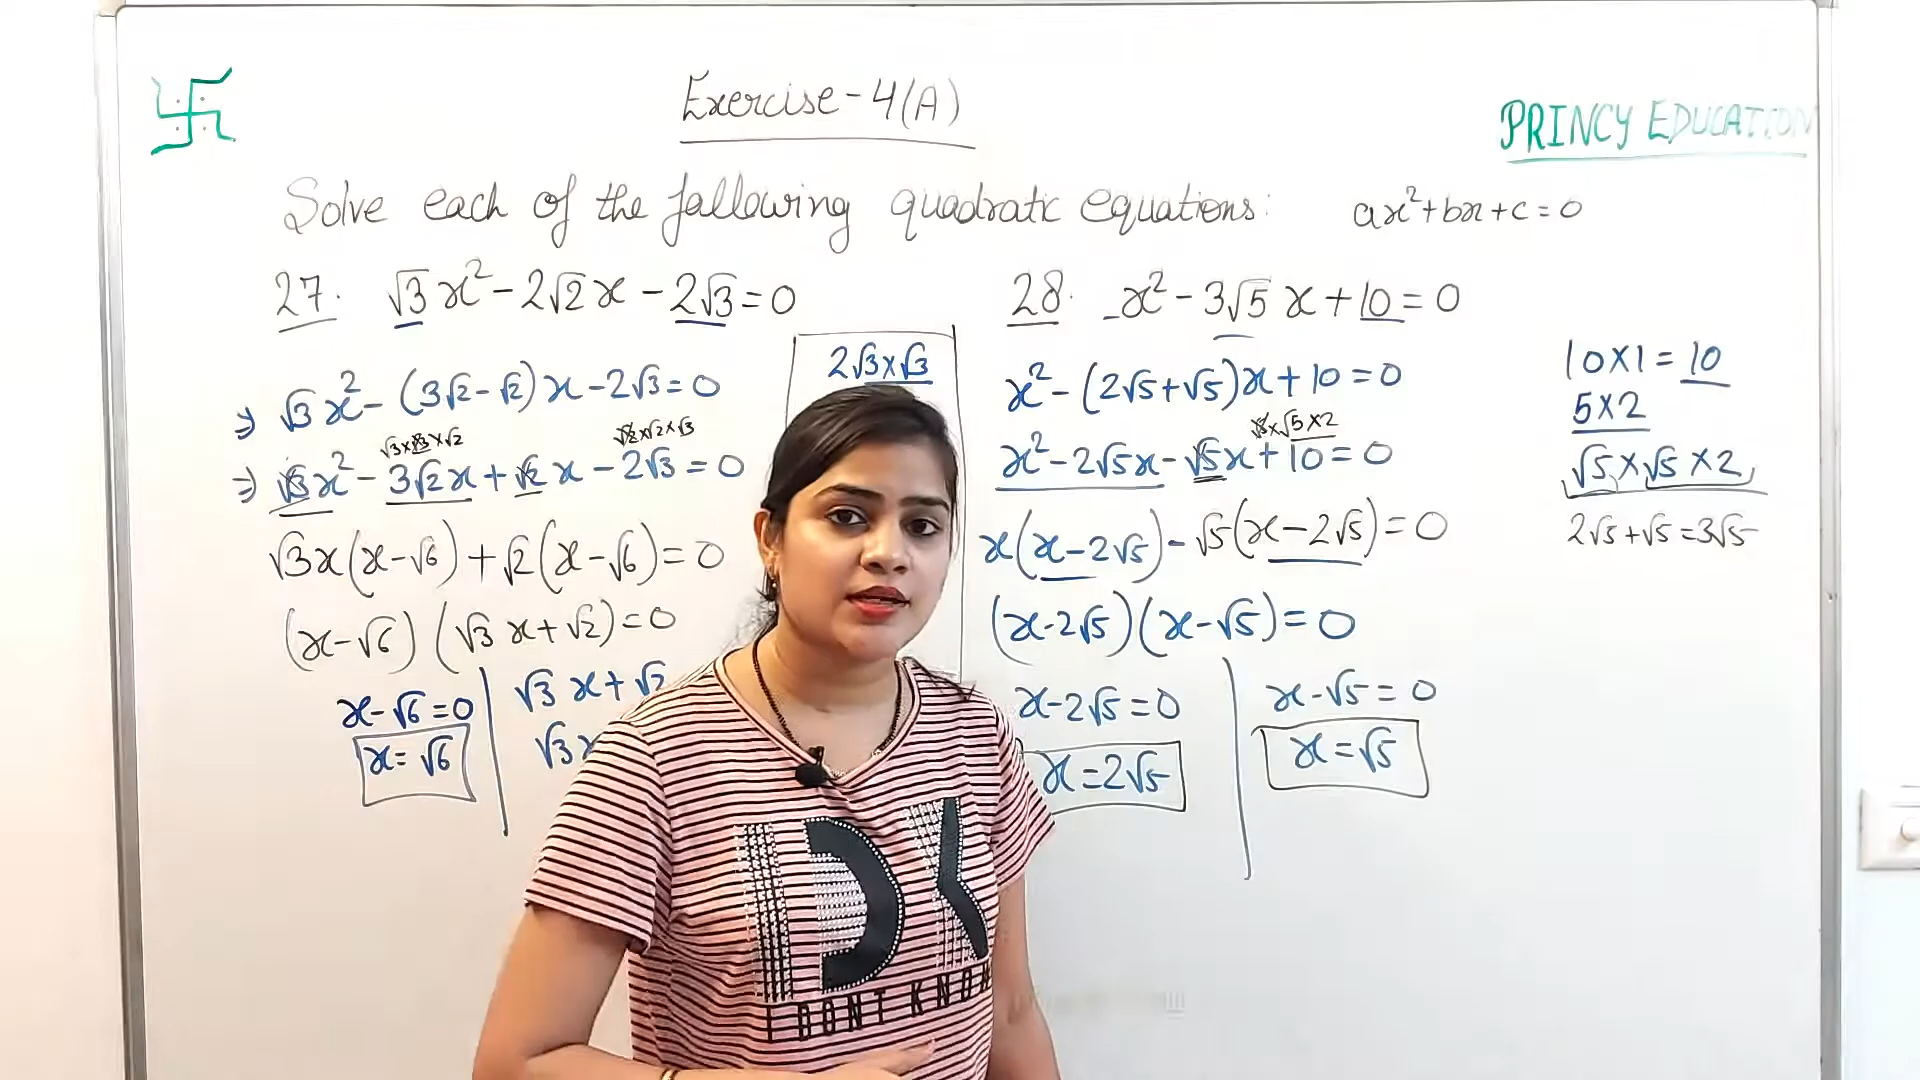 Exercise-4(A)
PRINCY EDUCATION
Solve each of the fallowing quadratic equations: ax²+bx+c=0
27. √3x²-2√2x-2√3=0
2√3×√3
⇒ √3x²-(3√2-√2)x-2√3=0
√3×√3×√2 √2×√2×√3
⇒ √3x²-3√2x+√2x-2√3=0
√3x(x-√6)+√2(x-√6)=0
(x-√6)(√3x+√2)=0
x-√6=0 √3x+√2
x=√6 √3x
28. x²-3√5x+10=0
x²-(2√5+√5)x+10=0
√5×√5×2
x²-2√5x-√5x+10=0
x(x-2√5)-√5(x-2√5)=0
(x-2√5)(x-√5)=0
x-2√5=0 x-√5=0
x=2√5 x=√5
10×1=10
5×2
√5×√5×2
2√5+√5=3√5
I DONT KNOW